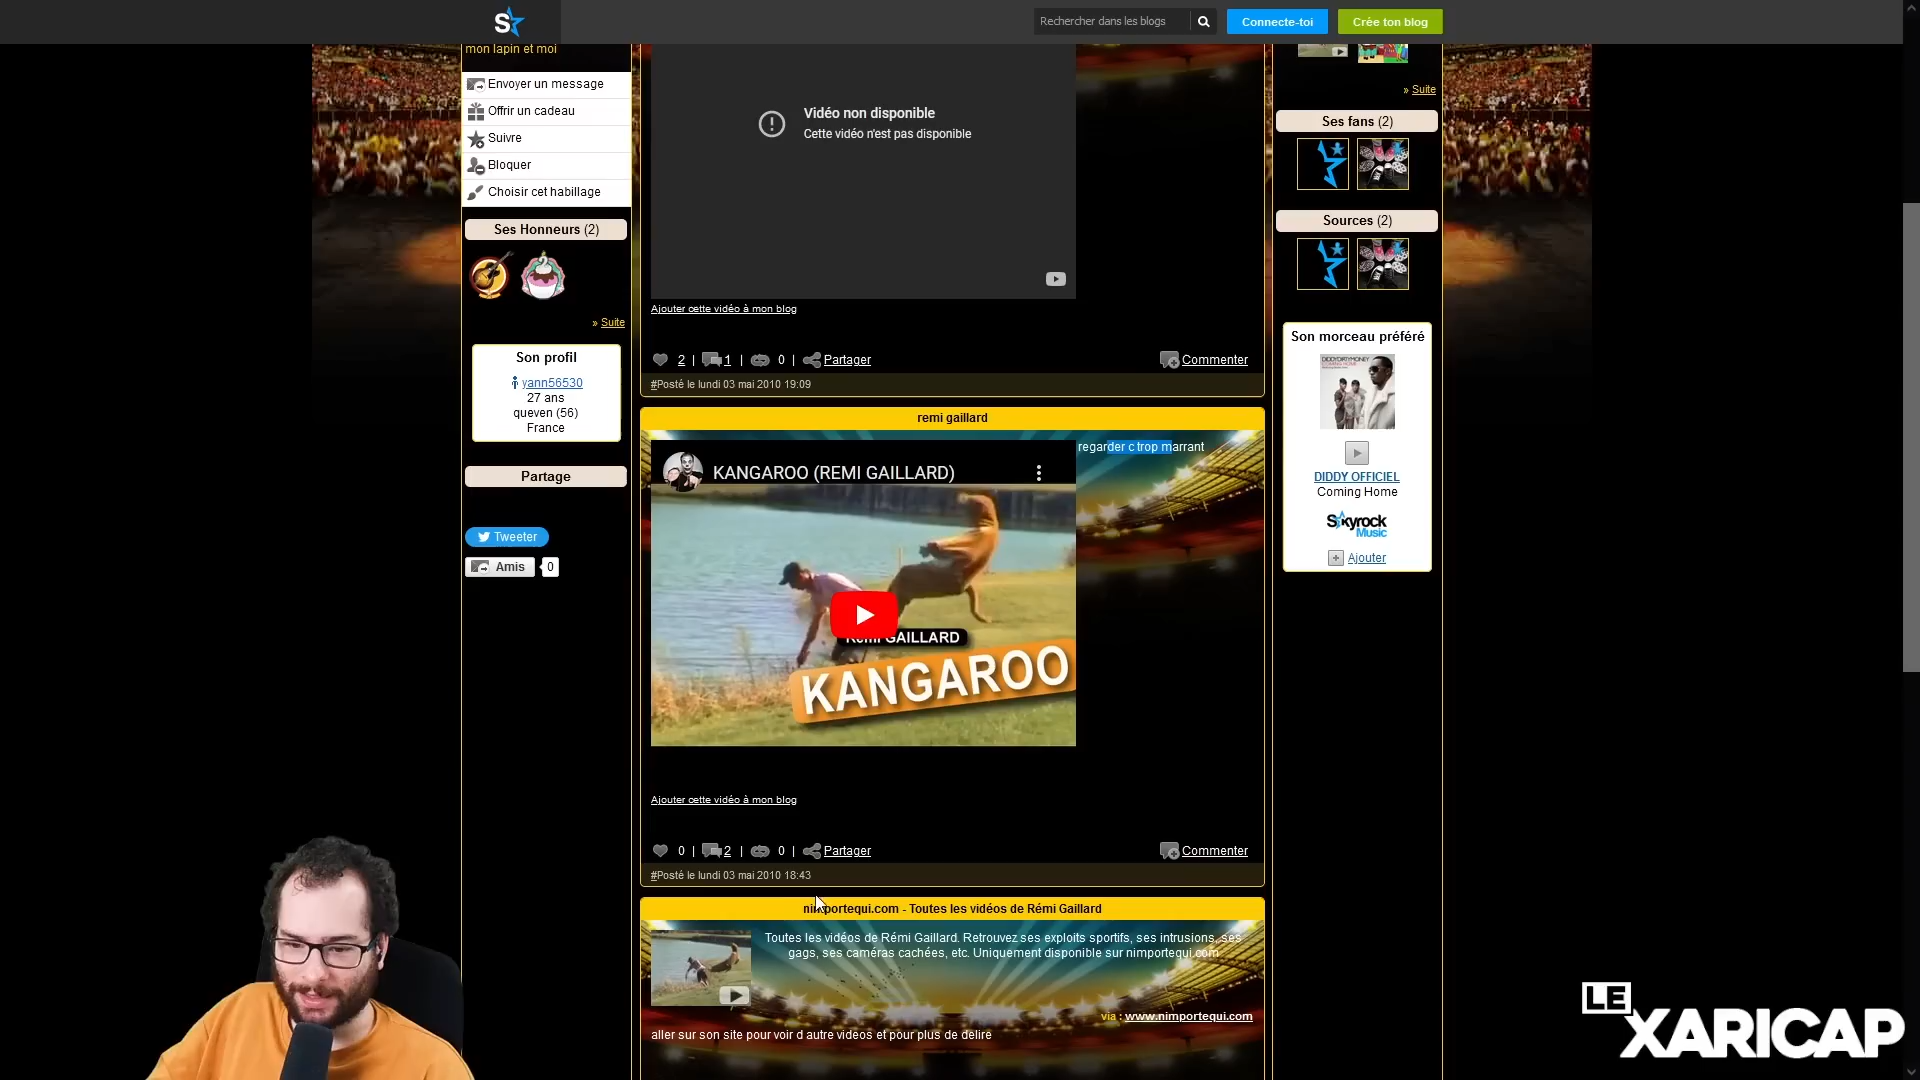 S
Rechercher dans les blogs
Connecte-toi
Crée ton blog
mon lapin et moi
Envoyer un message
Offrir un cadeau
Suivre
Bloquer
Choisir cet habillage
Ses Honneurs (2)
» Suite
Son profil
yann56530
27 ans
queven (56)
France
Partage
Tweeter
Amis 0
Vidéo non disponible
Cette vidéo n'est pas disponible
Ajouter cette vidéo à mon blog
2 | 1 | 0 | Partager
Commenter
#Posté le lundi 03 mai 2010 19:09
remi gaillard
regarder c trop marrant
KANGAROO (REMI GAILLARD)
Rémi GAILLARD
KANGAROO
Ajouter cette vidéo à mon blog
0 | 2 | 0 | Partager
Commenter
#Posté le lundi 03 mai 2010 18:43
nimportequi.com - Toutes les vidéos de Rémi Gaillard
Toutes les vidéos de Rémi Gaillard. Retrouvez ses exploits sportifs, ses intrusions, ses
gags, ses caméras cachées, etc. Uniquement disponible sur nimportequi.com
via : www.nimportequi.com
aller sur son site pour voir d autre videos et pour plus de delire
» Suite
Ses fans (2)
Sources (2)
Son morceau préféré
DIDDY DIRTY MONEY
COMING HOME
DIDDY OFFICIEL
Coming Home
Skyrock
Music
Ajouter
LE
XARICAP